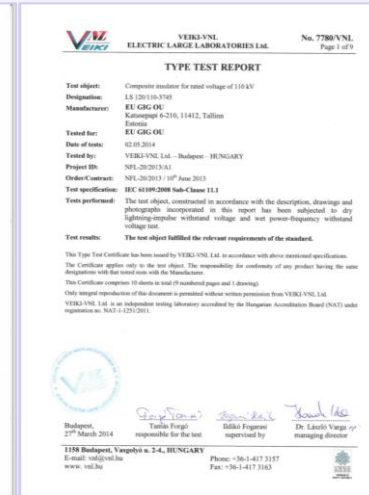 VNL
VEIKI
VEIKI-VNL
ELECTRIC LARGE LABORATORIES Ltd.
No. 7780/VNL
Page 1 of 9
TYPE TEST REPORT
Test object: Composite insulator for rated voltage of 110 kV
Designation: LS 120/110-3745
Manufacturer: EU GIG OU
Katusepapi 6-210, 11412, Tallinn
Estonia
Tested for: EU GIG OU
Date of tests: 02.05.2014
Tested by: VEIKI-VNL Ltd. – Budapest – HUNGARY
Project ID: NFL-20/2013/A1
Order/Contract: NFL-20/2013 / 10th June 2013
Test specification: IEC 61109:2008 Sub-Clause 11.1
Tests performed: The test object, constructed in accordance with the description, drawings and
photographs incorporated in this report has been subjected to dry
lightning-impulse withstand voltage and wet power-frequency withstand
voltage test.
Test results: The test object fulfilled the relevant requirements of the standard.
This Type Test Certificate has been issued by VEIKI-VNL Ltd. in accordance with above mentioned specifications.
The Certificate applies only to the test object. The responsibility for conformity of any product having the same
designations with that tested rests with the Manufacturer.
This Certificate comprises 10 sheets in total (9 numbered pages and 1 drawing).
Only integral reproduction of this document is permitted without written permission from VEIKI-VNL Ltd.
VEIKI-VNL Ltd. is an independent testing laboratory accredited by the Hungarian Accreditation Board (NAT) under
registration no. NAT-1-1251/2011.
Budapest,
27th March 2014
Tamás Forgó
responsible for the test
Ildikó Fogarasi
supervised by
Dr. László Varga
managing director
1158 Budapest, Vasgolyó u. 2-4., HUNGARY
E-mail: vnl@vnl.hu
www. vnl.hu
Phone: +36-1-417 3157
Fax: +36-1-417 3163